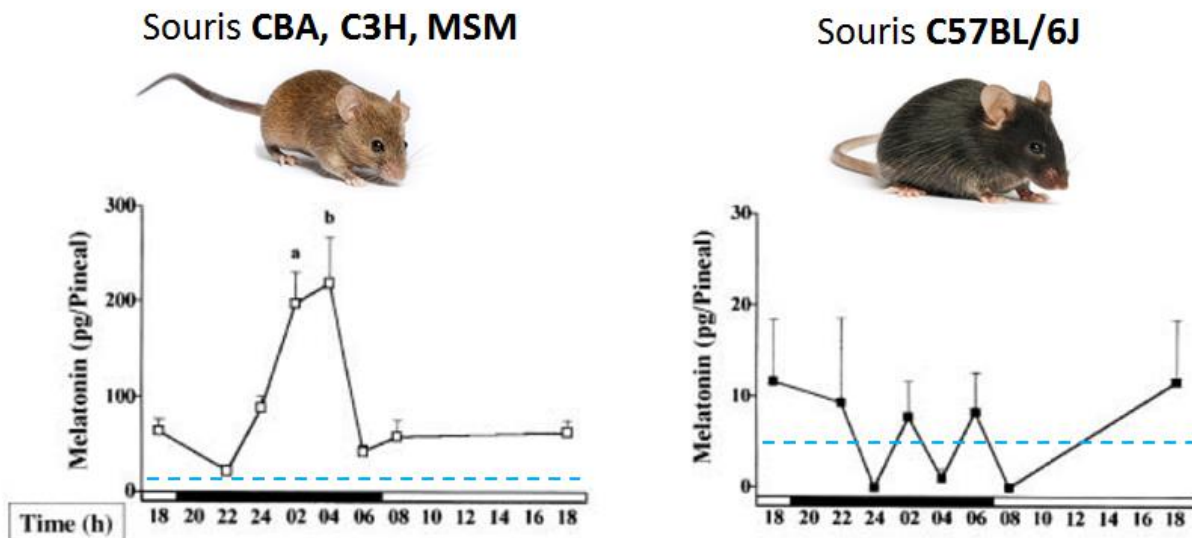 Souris CBA, C3H, MSM
Souris C57BL/6J
Melatonin (pg/Pineal)
300
200
100
0
a
b
Time (h)
18 20 22 24 02 04 06 08 10 12 14 16 18
Melatonin (pg/Pineal)
30
20
10
0
18 20 22 24 02 04 06 08 10 12 14 16 18